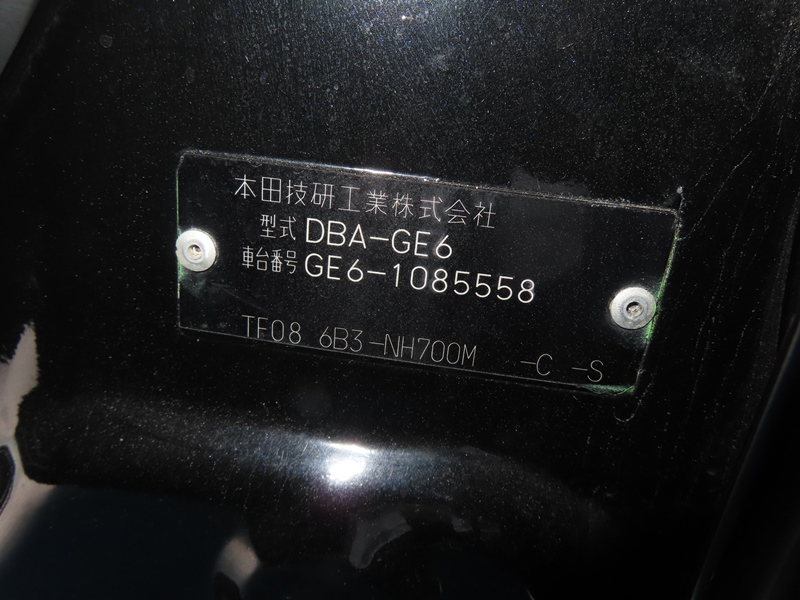 本田技研工業株式会社
型式 DBA-GE6
車台番号 GE6-1085558
TF08 6B3-NH700M -C -S